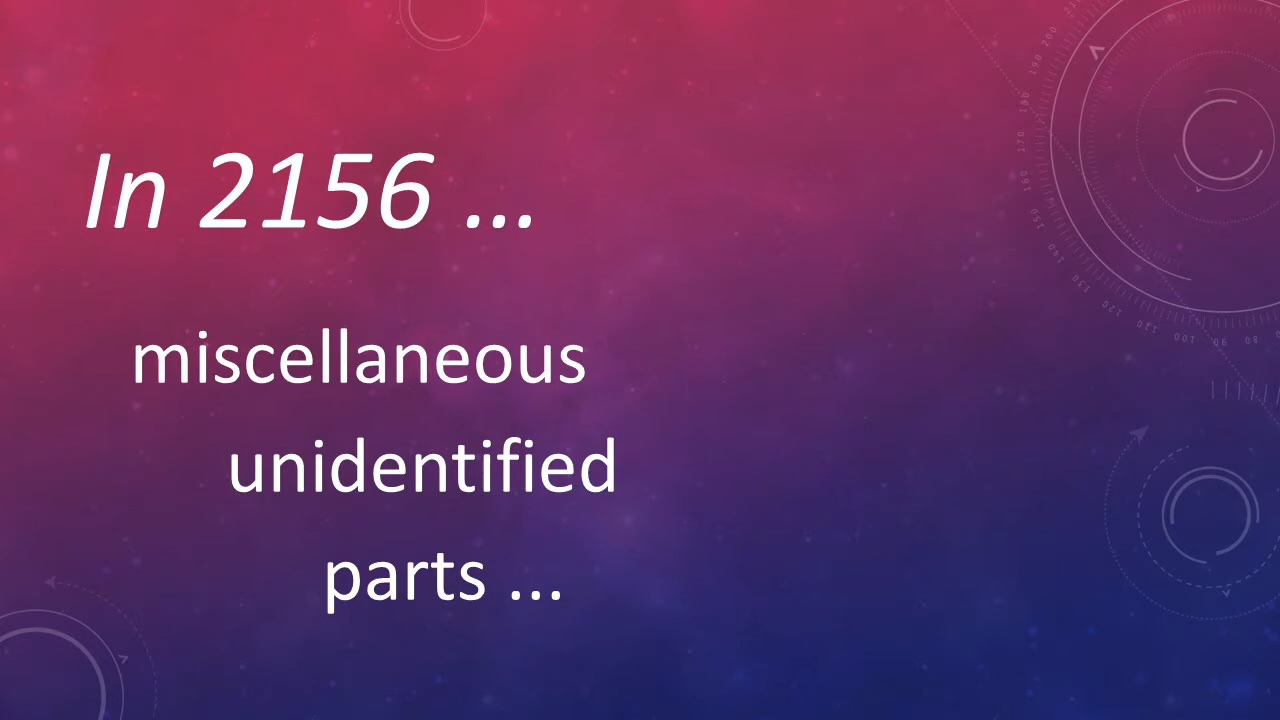 In 2156 ...
miscellaneous
unidentified
parts ...